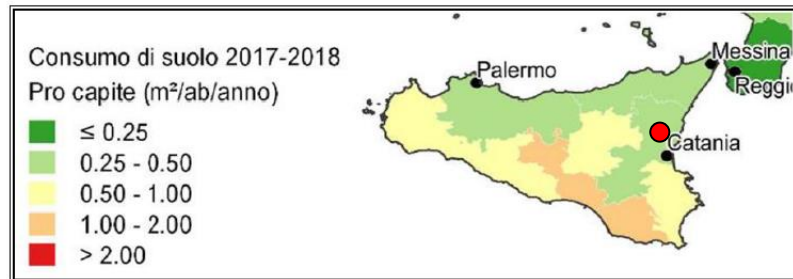 Consumo di suolo 2017-2018
Pro capite (m²/ab/anno)
≤ 0.25
0.25 - 0.50
0.50 - 1.00
1.00 - 2.00
> 2.00
Palermo
Messina
Reggio
Catania